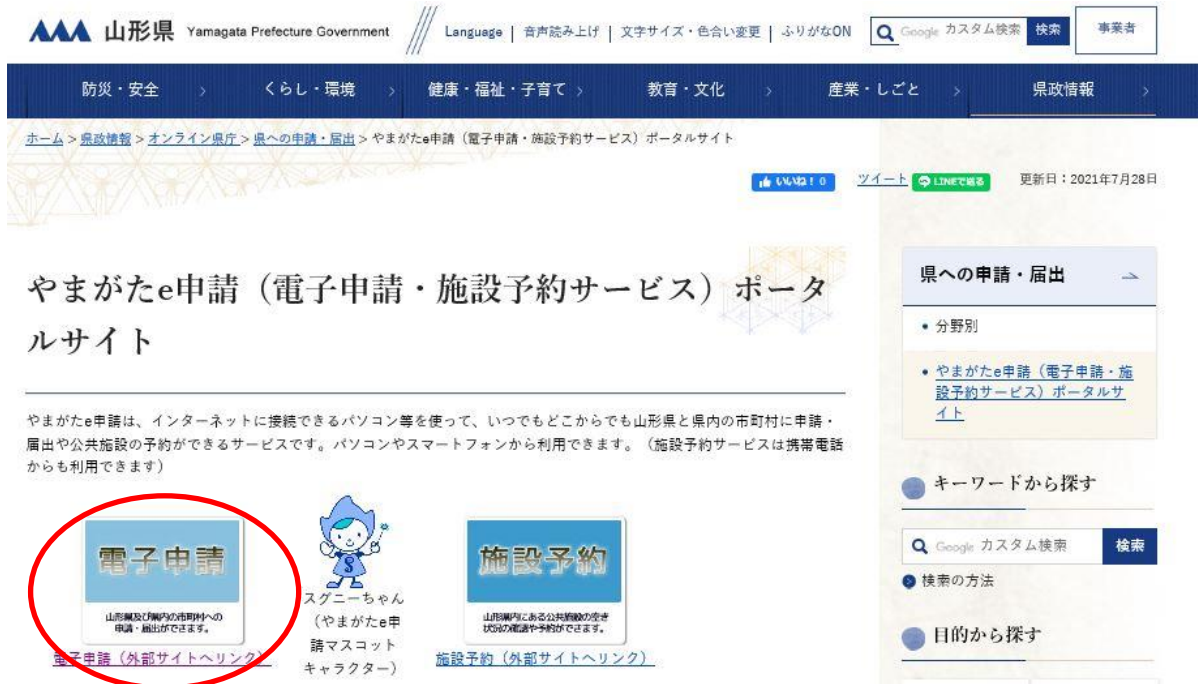 山形県 Yamagata Prefecture Government
Language | 音声読み上げ | 文字サイズ・色合い変更 | ふりがなON
Google カスタム検索 検索
事業者
防災・安全
くらし・環境
健康・福祉・子育て
教育・文化
産業・しごと
県政情報
ホーム > 県政情報 > オンライン県庁 > 県への申請・届出 > やまがたe申請（電子申請・施設予約サービス）ポータルサイト
いいね！ 0
ツイート
LINEで送る
更新日：2021年7月28日
やまがたe申請（電子申請・施設予約サービス）ポータ
ルサイト
やまがたe申請は、インターネットに接続できるパソコン等を使って、いつでもどこからでも山形県と県内の市町村に申請・
届出や公共施設の予約ができるサービスです。パソコンやスマートフォンから利用できます。（施設予約サービスは携帯電話
からも利用できます）
電子申請
山形県及び県内の市町村への
申請・届出ができます。
電子申請（外部サイトへリンク）
S
スグニーちゃん
（やまがたe申
請マスコット
キャラクター）
施設予約
山形県内にある公共施設の空き
状況の確認や予約ができます。
施設予約（外部サイトへリンク）
県への申請・届出
分野別
やまがたe申請（電子申請・施
設予約サービス）ポータルサ
イト
キーワードから探す
Google カスタム検索 検索
検索の方法
目的から探す